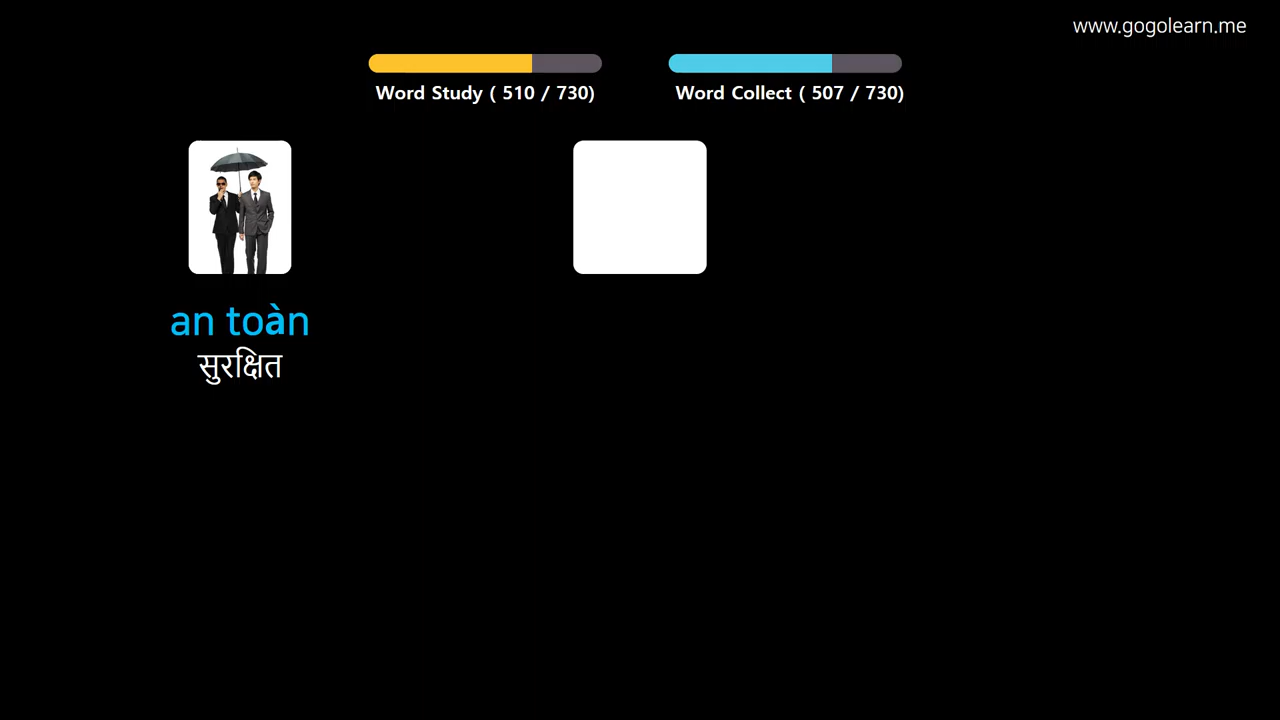 www.gogolearn.me
Word Study ( 510 / 730)
Word Collect ( 507 / 730)
an toàn
सुरक्षित